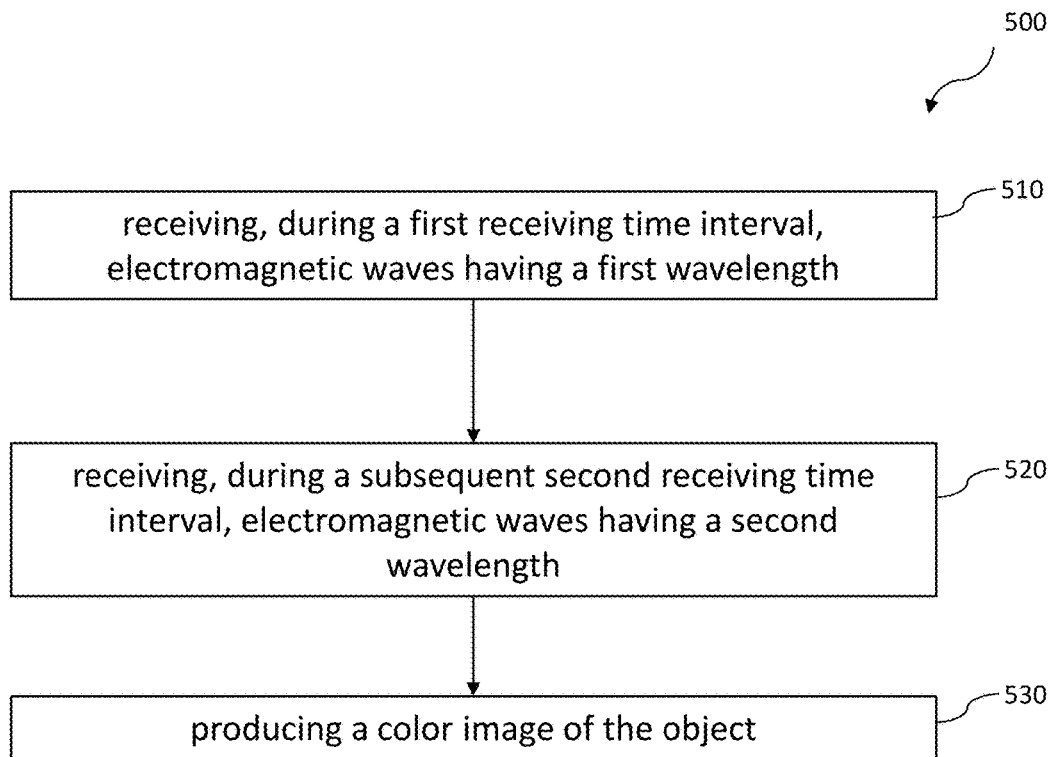 500
510
receiving, during a first receiving time interval,
electromagnetic waves having a first wavelength
520
receiving, during a subsequent second receiving time
interval, electromagnetic waves having a second
wavelength
530
producing a color image of the object